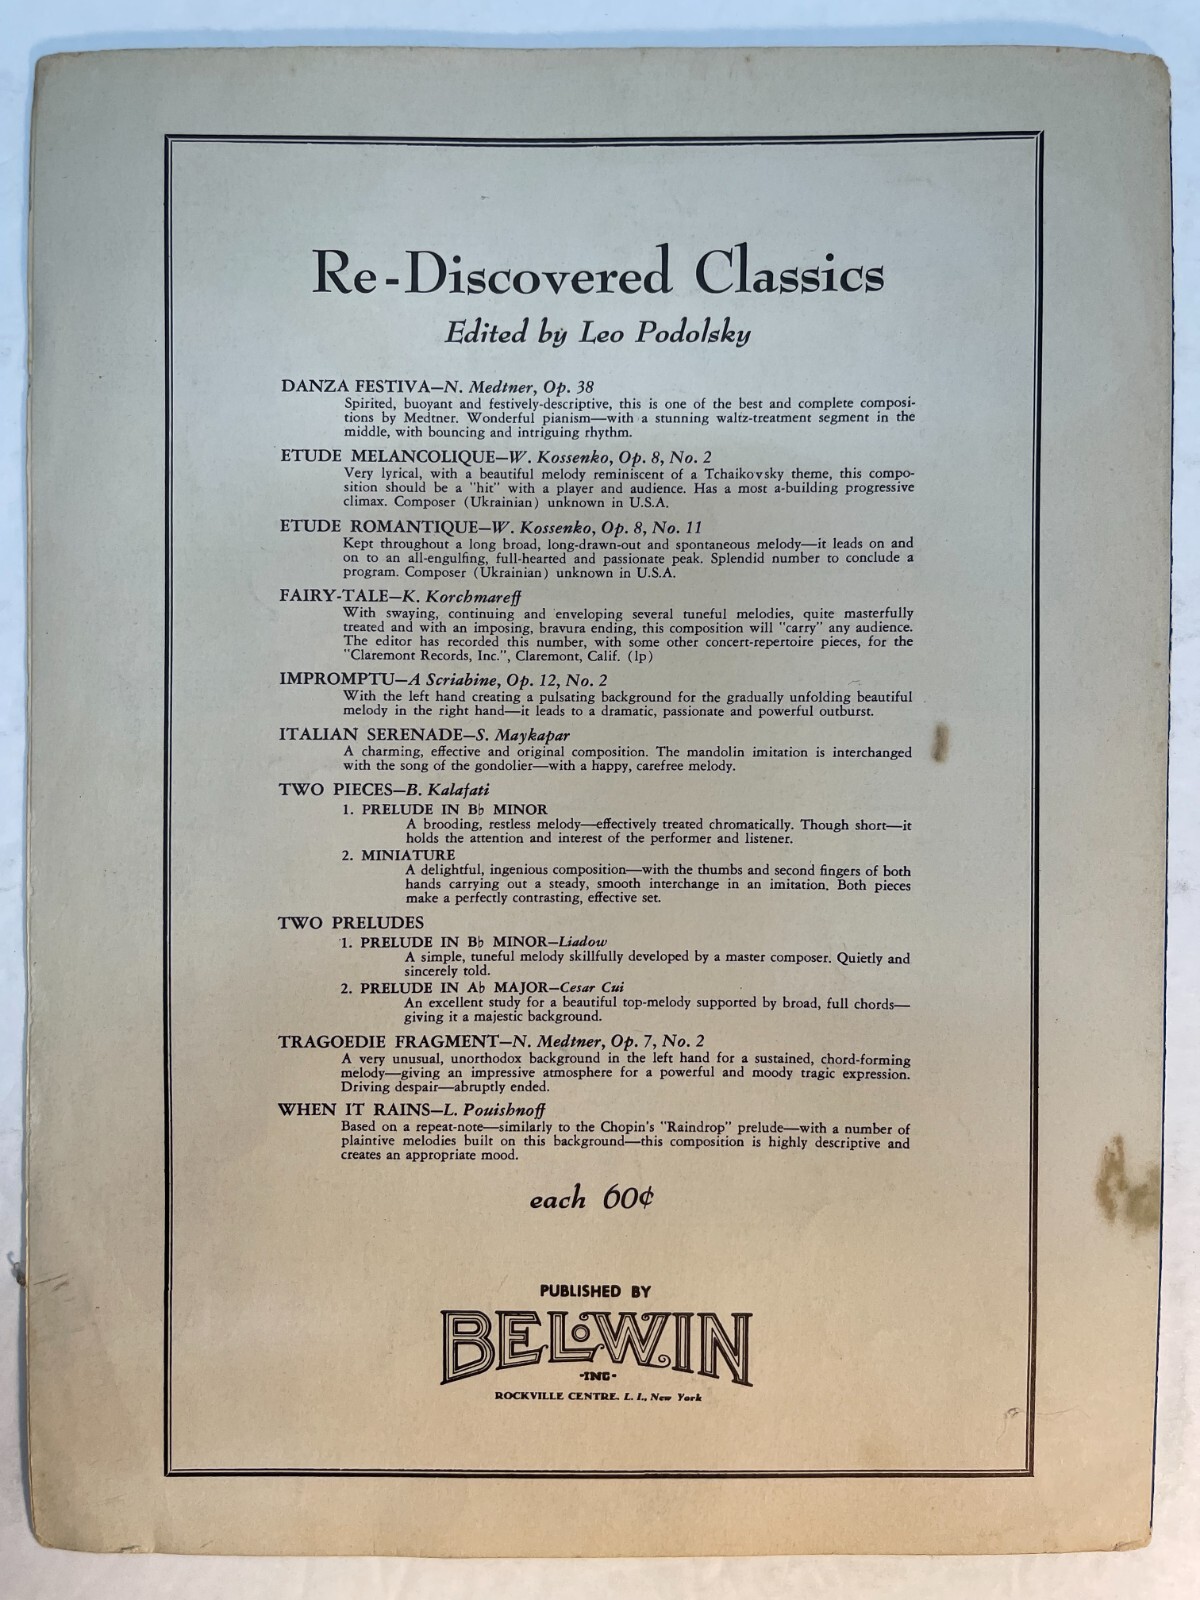 Re-Discovered Classics
Edited by Leo Podolsky
DANZA FESTIVA—N. Medtner, Op. 38
Spirited, buoyant and festively-descriptive, this is one of the best and complete composi-
tions by Medtner. Wonderful pianism—with a stunning waltz-treatment segment in the
middle, with bouncing and intriguing rhythm.
ETUDE MELANCOLIQUE—W. Kossenko, Op. 8, No. 2
Very lyrical, with a beautiful melody reminiscent of a Tchaikovsky theme, this compo-
sition should be a "hit" with a player and audience. Has a most a-building progressive
climax. Composer (Ukrainian) unknown in U.S.A.
ETUDE ROMANTIQUE—W. Kossenko, Op. 8, No. 11
Kept throughout a long broad, long-drawn-out and spontaneous melody—it leads on and
on to an all-engulfing, full-hearted and passionate peak. Splendid number to conclude a
program. Composer (Ukrainian) unknown in U.S.A.
FAIRY-TALE—K. Korchmareff
With swaying, continuing and enveloping several tuneful melodies, quite masterfully
treated and with an imposing, bravura ending, this composition will "carry" any audience.
The editor has recorded this number, with some other concert-repertoire pieces, for the
"Claremont Records, Inc.", Claremont, Calif. (lp)
IMPROMPTU—A Scriabine, Op. 12, No. 2
With the left hand creating a pulsating background for the gradually unfolding beautiful
melody in the right hand—it leads to a dramatic, passionate and powerful outburst.
ITALIAN SERENADE—S. Maykapar
A charming, effective and original composition. The mandolin imitation is interchanged
with the song of the gondolier—with a happy, carefree melody.
TWO PIECES—B. Kalafati
1. PRELUDE IN B♭ MINOR
A brooding, restless melody—effectively treated chromatically. Though short—it
holds the attention and interest of the performer and listener.
2. MINIATURE
A delightful, ingenious composition—with the thumbs and second fingers of both
hands carrying out a steady, smooth interchange in an imitation. Both pieces
make a perfectly contrasting, effective set.
TWO PRELUDES
1. PRELUDE IN B♭ MINOR—Liadow
A simple, tuneful melody skillfully developed by a master composer. Quietly and
sincerely told.
2. PRELUDE IN A♭ MAJOR—Cesar Cui
An excellent study for a beautiful top-melody supported by broad, full chords—
giving it a majestic background.
TRAGOEDIE FRAGMENT—N. Medtner, Op. 7, No. 2
A very unusual, unorthodox background in the left hand for a sustained, chord-forming
melody—giving an impressive atmosphere for a powerful and moody tragic expression.
Driving despair—abruptly ended.
WHEN IT RAINS—L. Pouishnoff
Based on a repeat-note—similarly to the Chopin's "Raindrop" prelude—with a number of
plaintive melodies built on this background—this composition is highly descriptive and
creates an appropriate mood.
each 60¢
PUBLISHED BY
BELWIN
-INC-
ROCKVILLE CENTRE, L. I., New York